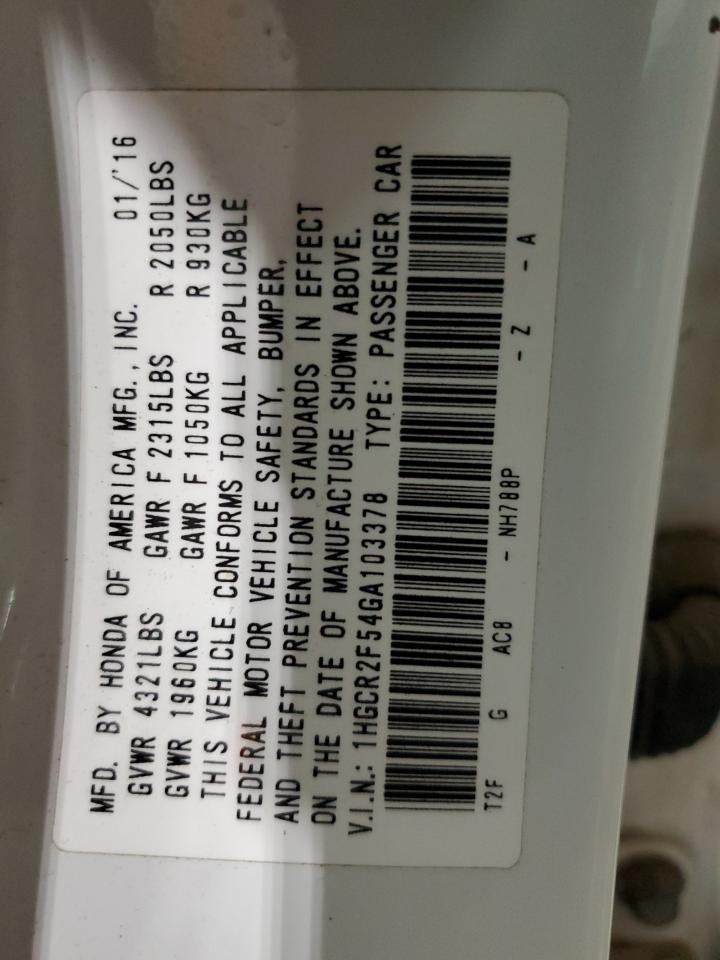 MFD. BY HONDA OF AMERICA MFG., INC. 01/'16
GVWR 4321LBS GAWR F 2315LBS R 2050LBS
GVWR 1960KG GAWR F 1050KG R 930KG
THIS VEHICLE CONFORMS TO ALL APPLICABLE
FEDERAL MOTOR VEHICLE SAFETY, BUMPER,
AND THEFT PREVENTION STANDARDS IN EFFECT
ON THE DATE OF MANUFACTURE SHOWN ABOVE.
V.I.N.: 1HGCR2F54GA103378 TYPE: PASSENGER CAR
T2F G AC8 - NH788P - Z - A